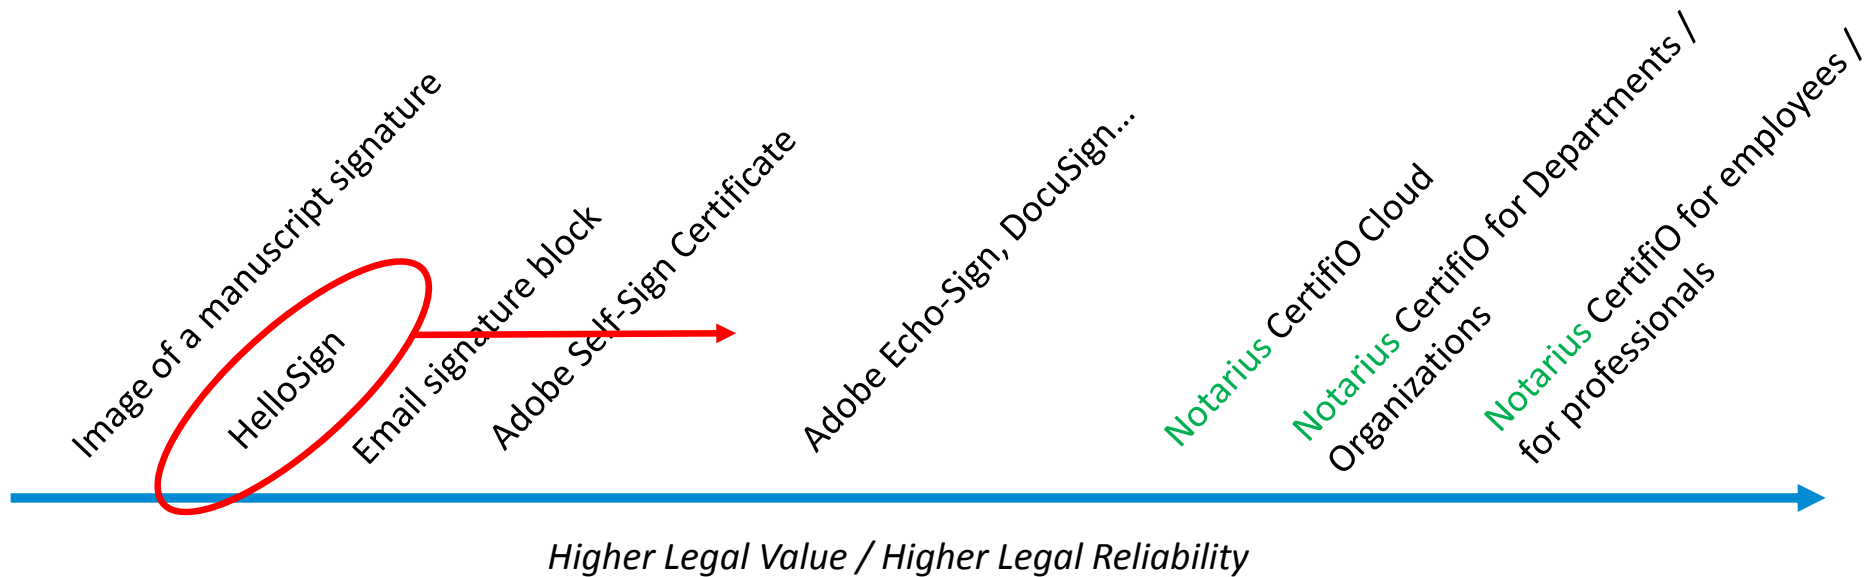 Image of a manuscript signature
HelloSign
Email signature block
Adobe Self-Sign Certificate
Adobe Echo-Sign, DocuSign...
Notarius CertifiO Cloud
Notarius CertifiO for Departments /
Organizations
Notarius CertifiO for employees /
for professionals
Higher Legal Value / Higher Legal Reliability